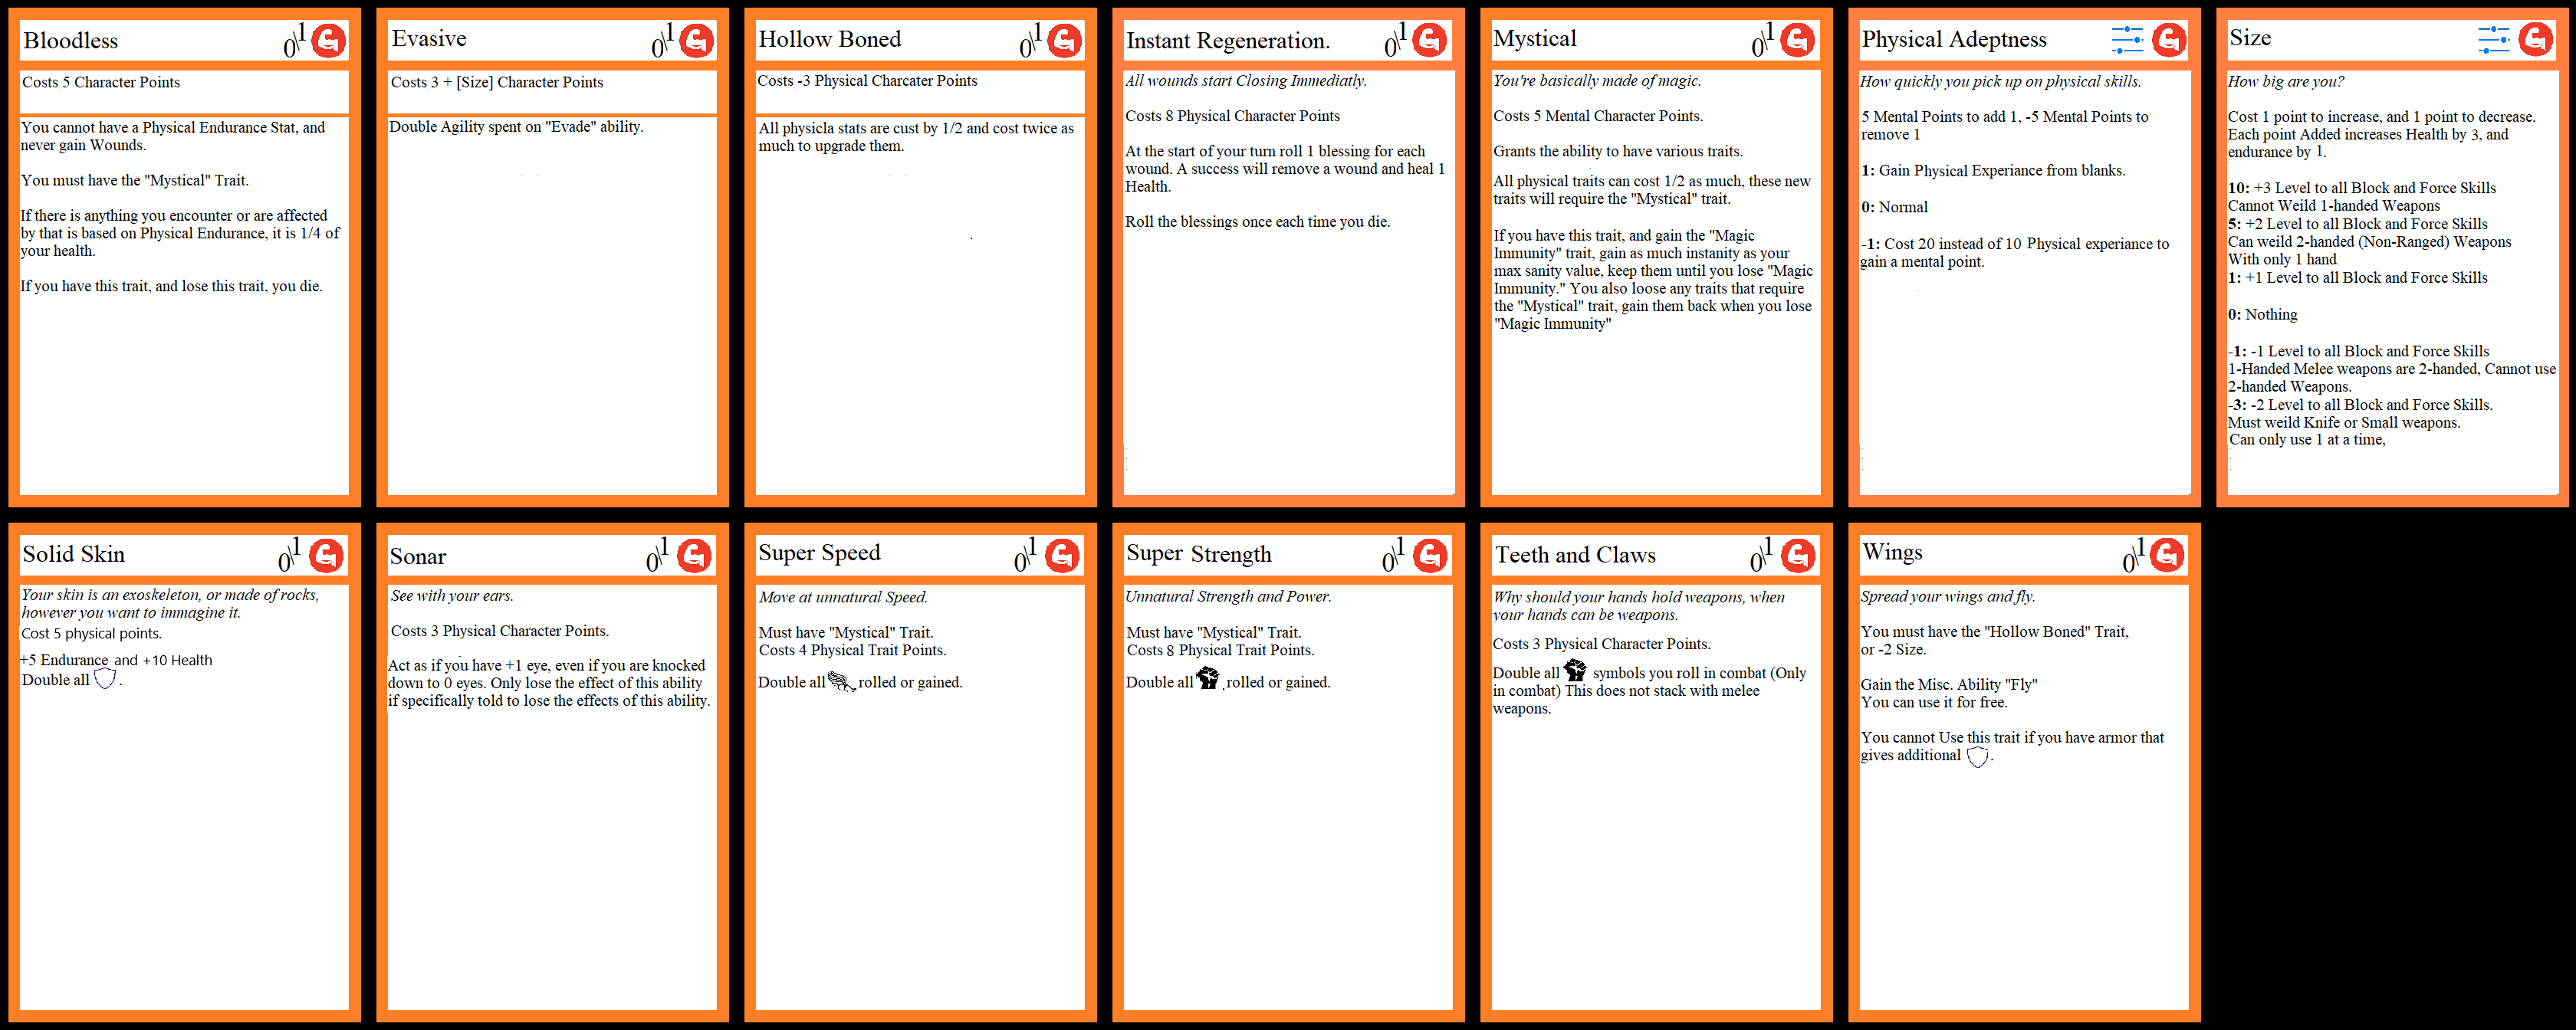 Bloodless 0\1
Costs 5 Character Points
You cannot have a Physical Endurance Stat, and
never gain Wounds.
You must have the "Mystical" Trait.
If there is anything you encounter or are affected
by that is based on Physical Endurance, it is 1/4 of
your health.
If you have this trait, and lose this trait, you die.
Evasive 0\1
Costs 3 + [Size] Character Points
Double Agility spent on "Evade" ability.
Hollow Boned 0\1
Costs -3 Physical Charcater Points
All physicla stats are cust by 1/2 and cost twice as
much to upgrade them.
Instant Regeneration. 0\1
All wounds start Closing Immediatly.
Costs 8 Physical Character Points
At the start of your turn roll 1 blessing for each
wound. A success will remove a wound and heal 1
Health.
Roll the blessings once each time you die.
Mystical 0\1
You're basically made of magic.
Costs 5 Mental Character Points.
Grants the ability to have various traits.
All physical traits can cost 1/2 as much, these new
traits will require the "Mystical" trait.
If you have this trait, and gain the "Magic
Immunity" trait, gain as much instanity as your
max sanity value, keep them until you lose "Magic
Immunity." You also loose any traits that require
the "Mystical" trait, gain them back when you lose
"Magic Immunity"
Physical Adeptness
How quickly you pick up on physical skills.
5 Mental Points to add 1, -5 Mental Points to
remove 1
1: Gain Physical Experience from blanks.
0: Normal
-1: Cost 20 instead of 10 Physical experiance to
gain a mental point.
Size
How big are you?
Cost 1 point to increase, and 1 point to decrease.
Each point Added increases Health by 3, and
endurance by 1.
10: +3 Level to all Block and Force Skills
Cannot Weild 1-handed Weapons
5: +2 Level to all Block and Force Skills
Can weild 2-handed (Non-Ranged) Weapons
With only 1 hand
1: +1 Level to all Block and Force Skills
0: Nothing
-1: -1 Level to all Block and Force Skills
1-Handed Melee weapons are 2-handed, Cannot use
2-handed Weapons.
-3: -2 Level to all Block and Force Skills.
Must weild Knife or Small weapons.
Can only use 1 at a time,
Solid Skin 0\1
Your skin is an exoskeleton, or made of rocks,
however you want to immagine it.
Cost 5 physical points.
+5 Endurance and +10 Health
Double all .
Sonar 0\1
See with your ears.
Costs 3 Physical Character Points.
Act as if you have +1 eye, even if you are knocked
down to 0 eyes. Only lose the effect of this ability
if specifically told to lose the effects of this ability.
Super Speed 0\1
Move at unnatural Speed.
Must have "Mystical" Trait.
Costs 4 Physical Trait Points.
Double all rolled or gained.
Super Strength 0\1
Unnatural Strength and Power.
Must have "Mystical" Trait.
Costs 8 Physical Trait Points.
Double all rolled or gained.
Teeth and Claws 0\1
Why should your hands hold weapons, when
your hands can be weapons.
Costs 3 Physical Character Points.
Double all symbols you roll in combat (Only
in combat) This does not stack with melee
weapons.
Wings 0\1
Spread your wings and fly.
You must have the "Hollow Boned" Trait,
or -2 Size.
Gain the Misc. Ability "Fly"
You can use it for free.
You cannot Use this trait if you have armor that
gives additional .